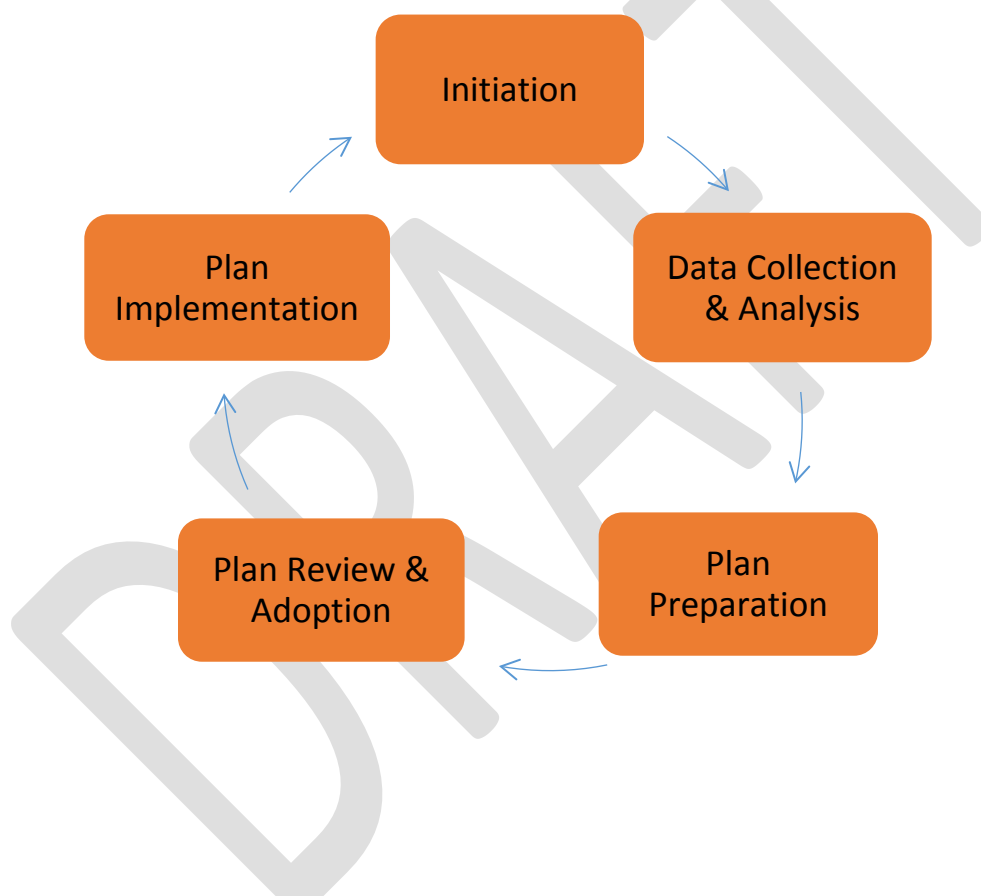 Initiation
Data Collection
& Analysis
Plan
Preparation
Plan Review &
Adoption
Plan
Implementation
DRAFT